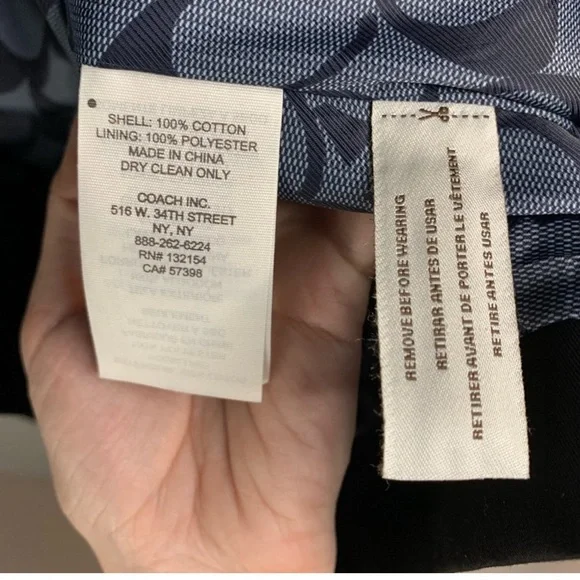 SHELL: 100% COTTON
LINING: 100% POLYESTER
MADE IN CHINA
DRY CLEAN ONLY
COACH INC.
516 W. 34TH STREET
NY, NY
888-262-6224
RN# 132154
CA# 57398
REMOVE BEFORE WEARING
RETIRAR ANTES DE USAR
RETIRER AVANT DE PORTER LE VÊTEMENT
RETIRE ANTES USAR